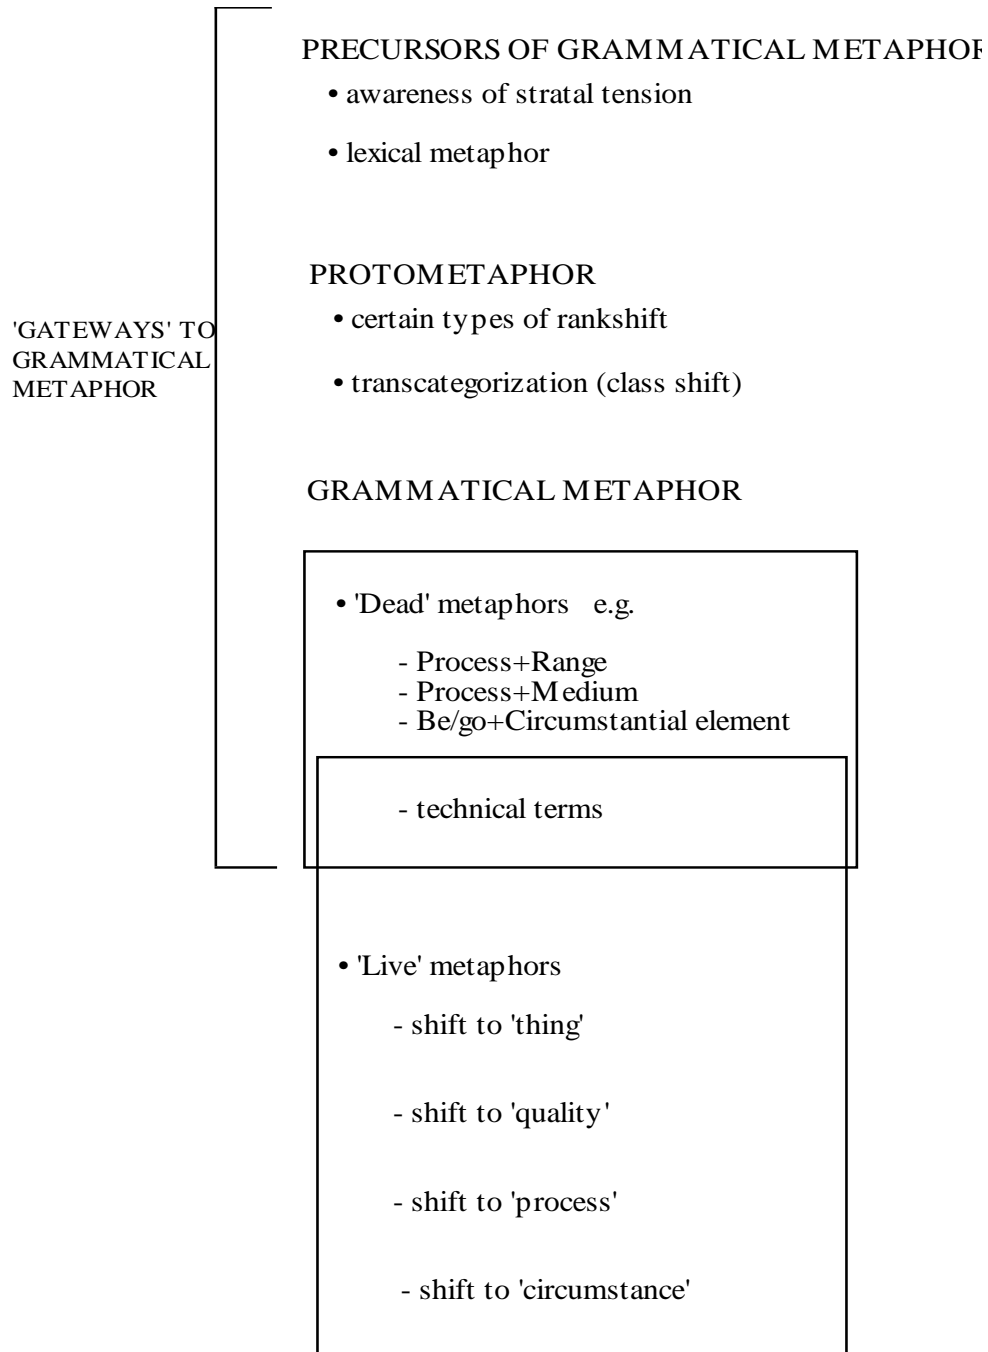 PRECURSORS OF GRAMMATICAL METAPHOR
• awareness of stratal tension
• lexical metaphor
PROTOMETAPHOR
• certain types of rankshift
• transcategorization (class shift)
'GATEWAYS' TO
GRAMMATICAL
METAPHOR
GRAMMATICAL METAPHOR
• 'Dead' metaphors e.g.
- Process+Range
- Process+Medium
- Be/go+Circumstantial element
- technical terms
• 'Live' metaphors
- shift to 'thing'
- shift to 'quality'
- shift to 'process'
- shift to 'circumstance'